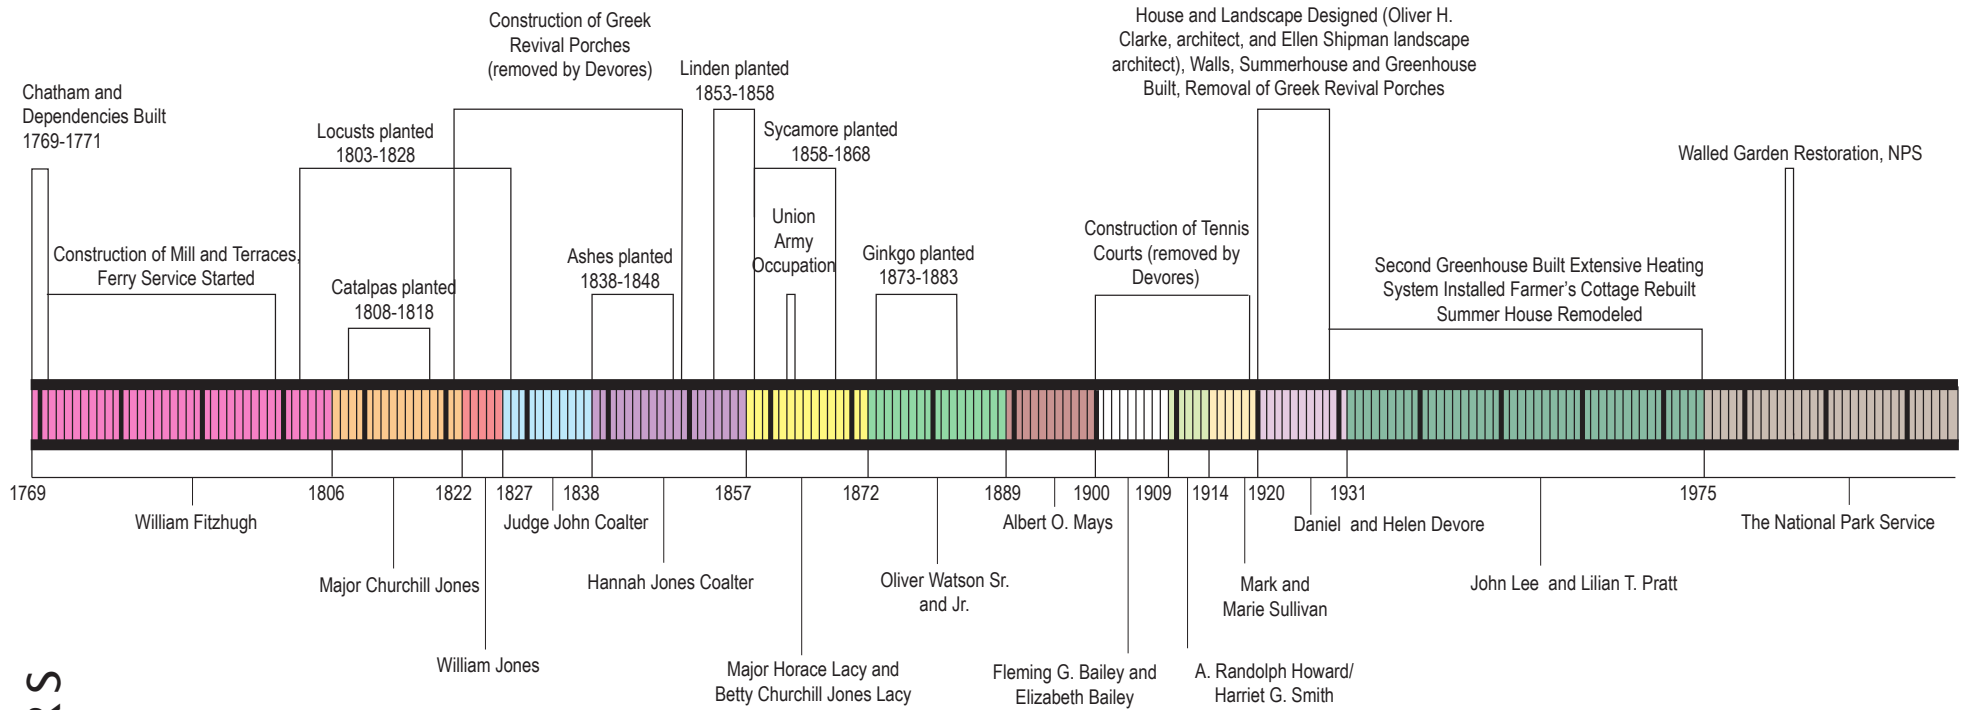 Construction of Greek
Revival Porches
(removed by Devores)
House and Landscape Designed (Oliver H.
Clarke, architect, and Ellen Shipman landscape
architect), Walls, Summerhouse and Greenhouse
Built, Removal of Greek Revival Porches
Linden planted
1853-1858
Chatham and
Dependencies Built
1769-1771
Locusts planted
1803-1828
Sycamore planted
1858-1868
Walled Garden Restoration, NPS
Union
Army
Occupation
Construction of Mill and Terraces,
Ferry Service Started
Catalpas planted
1808-1818
Ashes planted
1838-1848
Ginkgo planted
1873-1883
Construction of Tennis
Courts (removed by
Devores)
Second Greenhouse Built Extensive Heating
System Installed Farmer's Cottage Rebuilt
Summer House Remodeled
1769
1806
1822
1827
1838
1857
1872
1889
1900
1909
1914
1920
1931
1975
William Fitzhugh
Judge John Coalter
Albert O. Mays
Daniel and Helen Devore
The National Park Service
Major Churchill Jones
Hannah Jones Coalter
Oliver Watson Sr.
and Jr.
Mark and
Marie Sullivan
John Lee and Lilian T. Pratt
William Jones
Major Horace Lacy and
Betty Churchill Jones Lacy
Fleming G. Bailey and
Elizabeth Bailey
A. Randolph Howard/
Harriet G. Smith